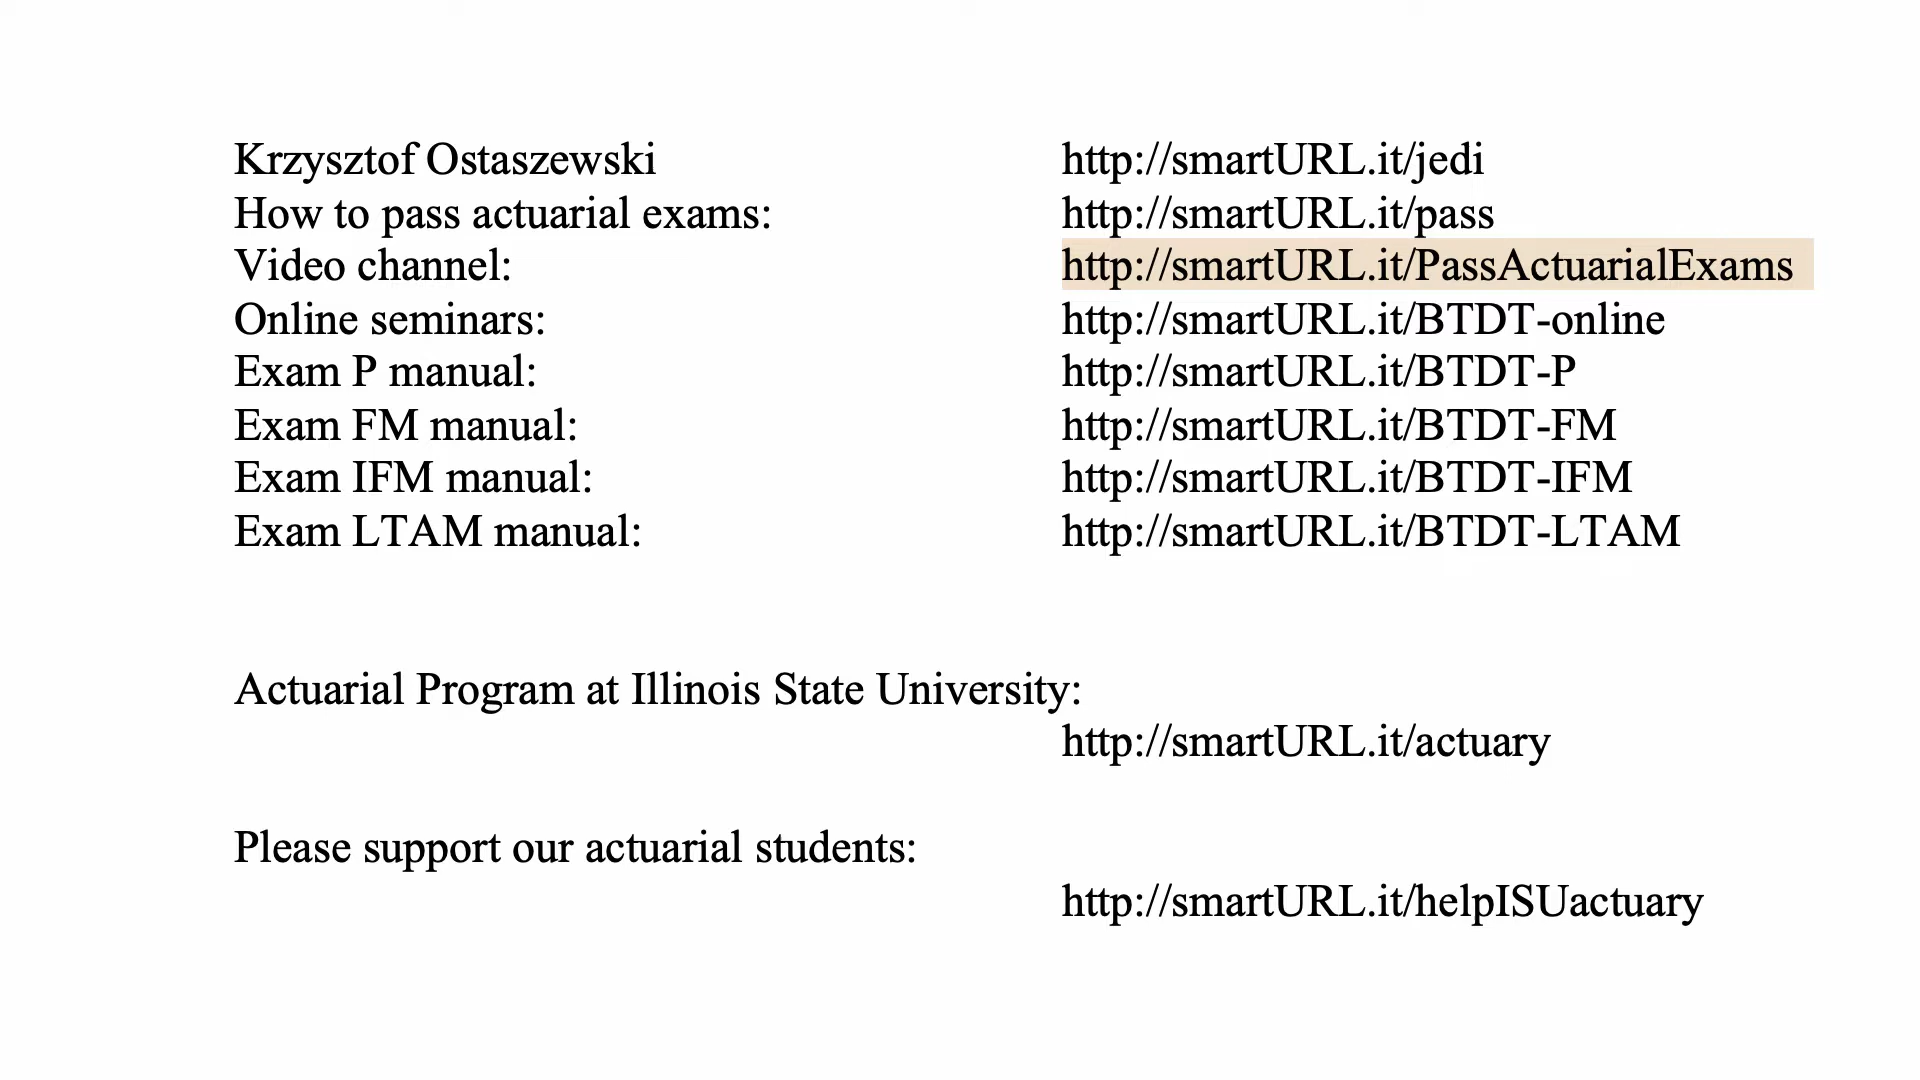 Krzysztof Ostaszewski http://smartURL.it/jedi
How to pass actuarial exams: http://smartURL.it/pass
Video channel: http://smartURL.it/PassActuarialExams
Online seminars: http://smartURL.it/BTDT-online
Exam P manual: http://smartURL.it/BTDT-P
Exam FM manual: http://smartURL.it/BTDT-FM
Exam IFM manual: http://smartURL.it/BTDT-IFM
Exam LTAM manual: http://smartURL.it/BTDT-LTAM
Actuarial Program at Illinois State University:
http://smartURL.it/actuary
Please support our actuarial students:
http://smartURL.it/helpISUactuary